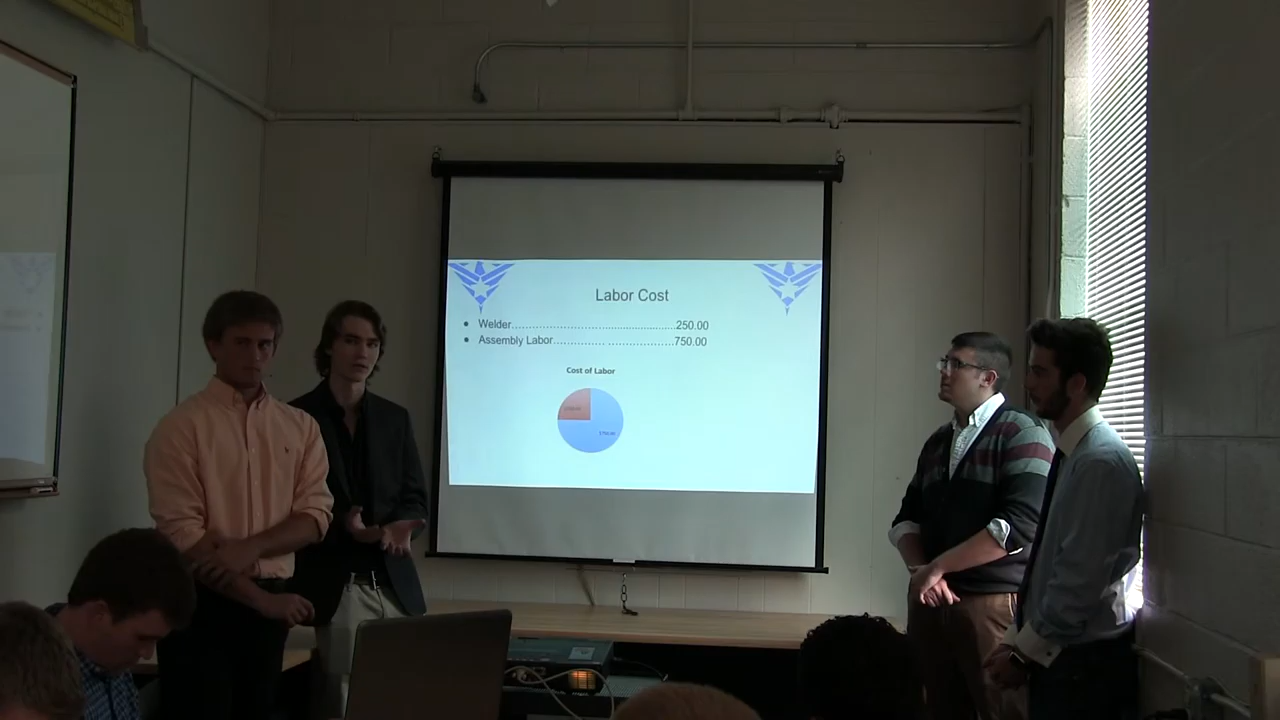 Labor Cost
• Welder.......................................................250.00
• Assembly Labor.............. ......................750.00
Cost of Labor